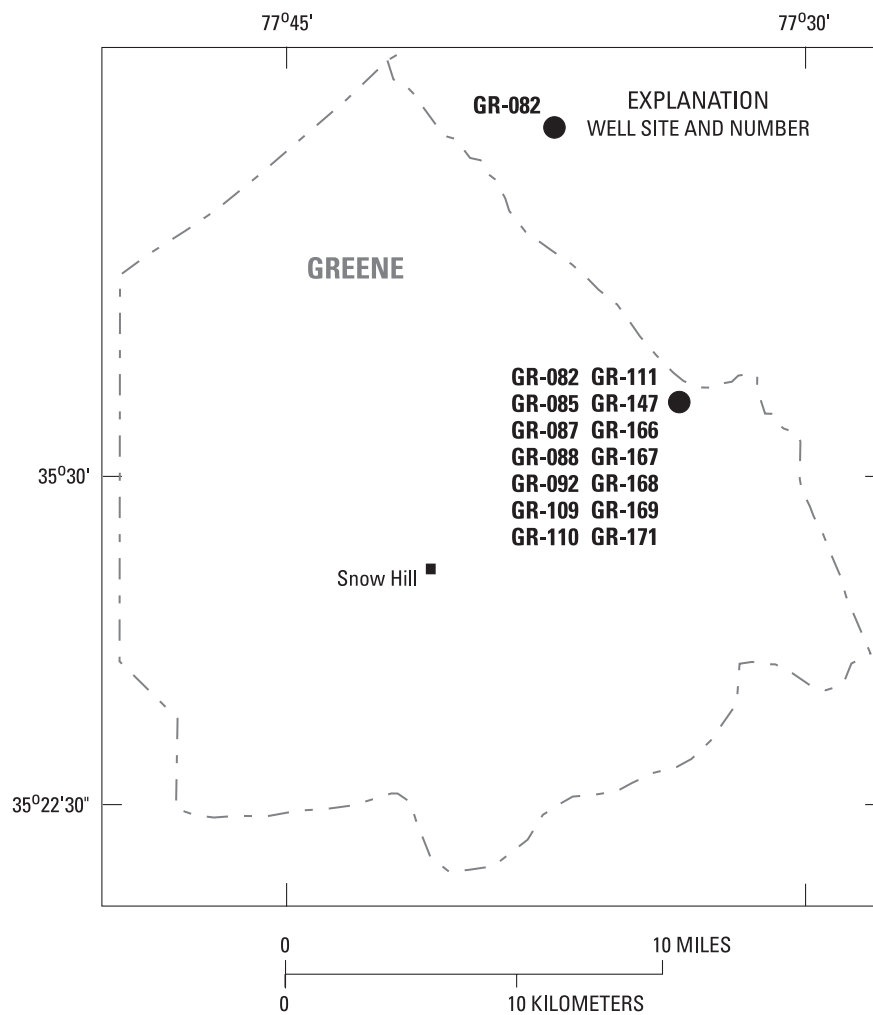 77°45'
77°30'
GR-082
EXPLANATION
WELL SITE AND NUMBER
GREENE
GR-082 GR-111
GR-085 GR-147
GR-087 GR-166
GR-088 GR-167
GR-092 GR-168
GR-109 GR-169
GR-110 GR-171
35°30'
Snow Hill
35°22'30"
0 10 MILES
0 10 KILOMETERS